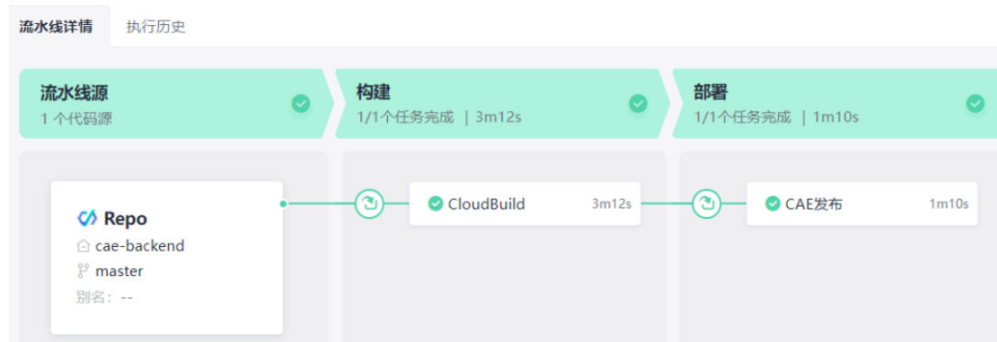 流水线详情 执行历史
流水线源
1 个代码源
构建
1/1个任务完成 | 3m12s
部署
1/1个任务完成 | 1m10s
Repo
cae-backend
master
别名: --
CloudBuild 3m12s
CAE发布 1m10s